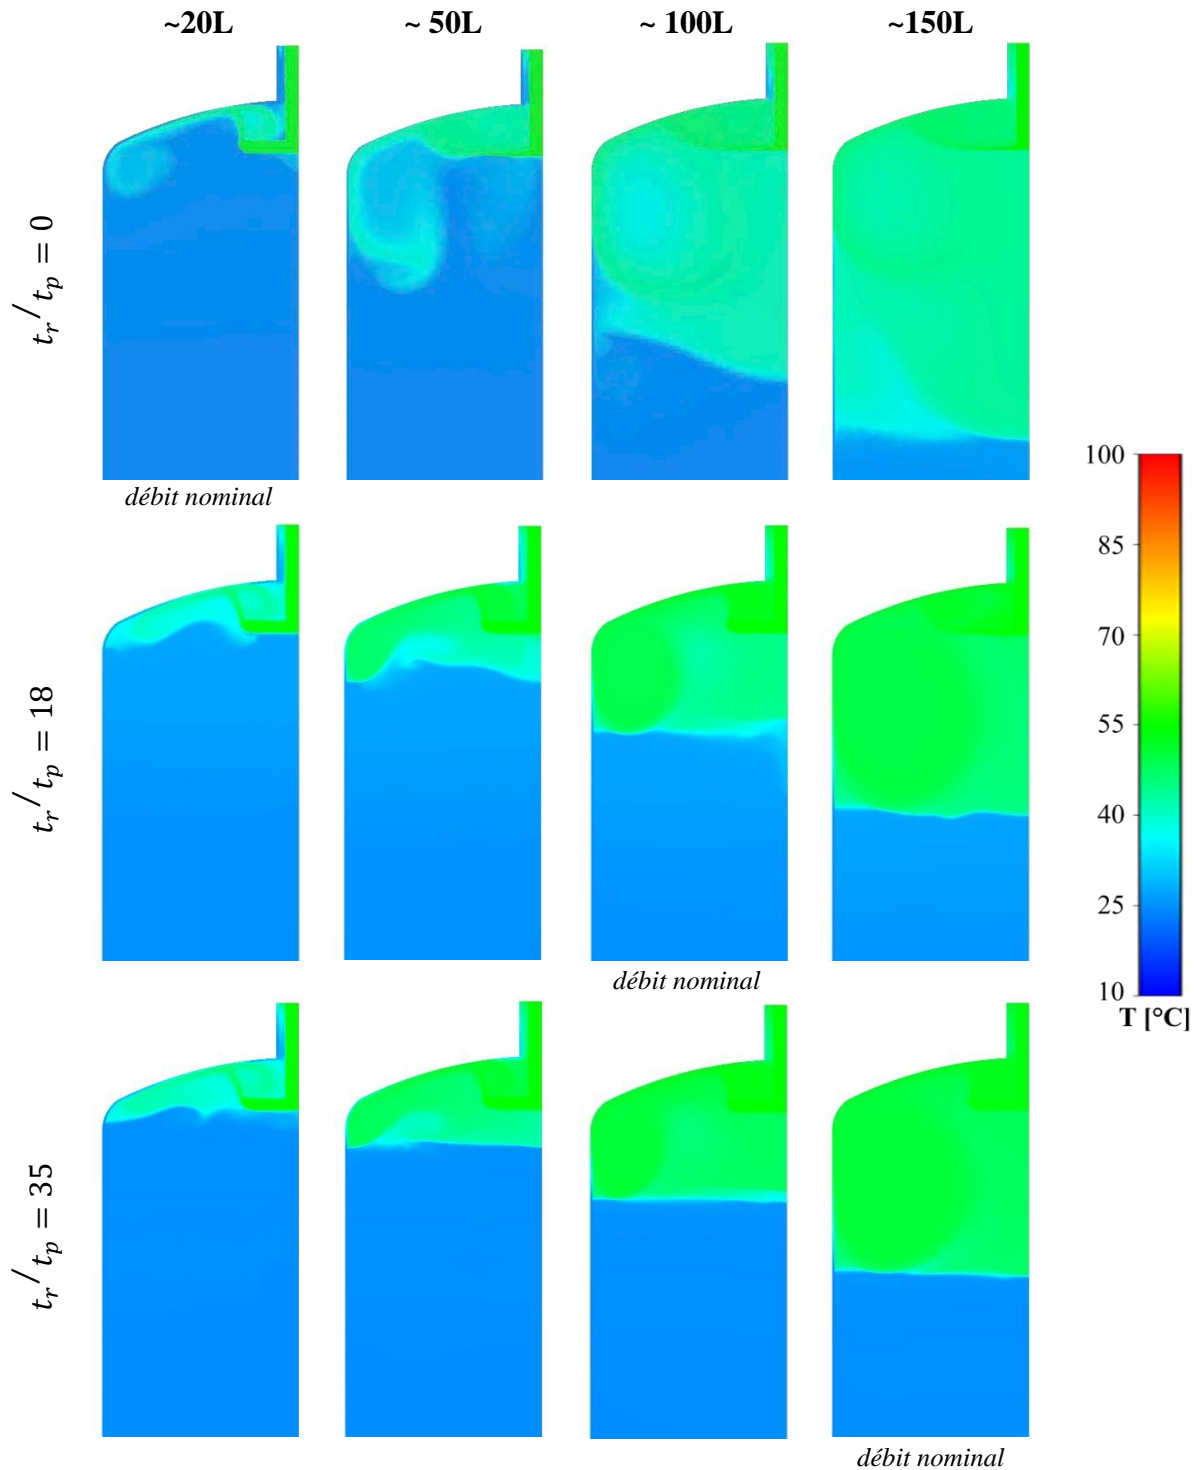 ~20L ~ 50L ~ 100L ~150L
t_r/t_p = 0
débit nominal
t_r/t_p = 18
débit nominal
t_r/t_p = 35
débit nominal
100
85
70
55
40
25
10
T [°C]